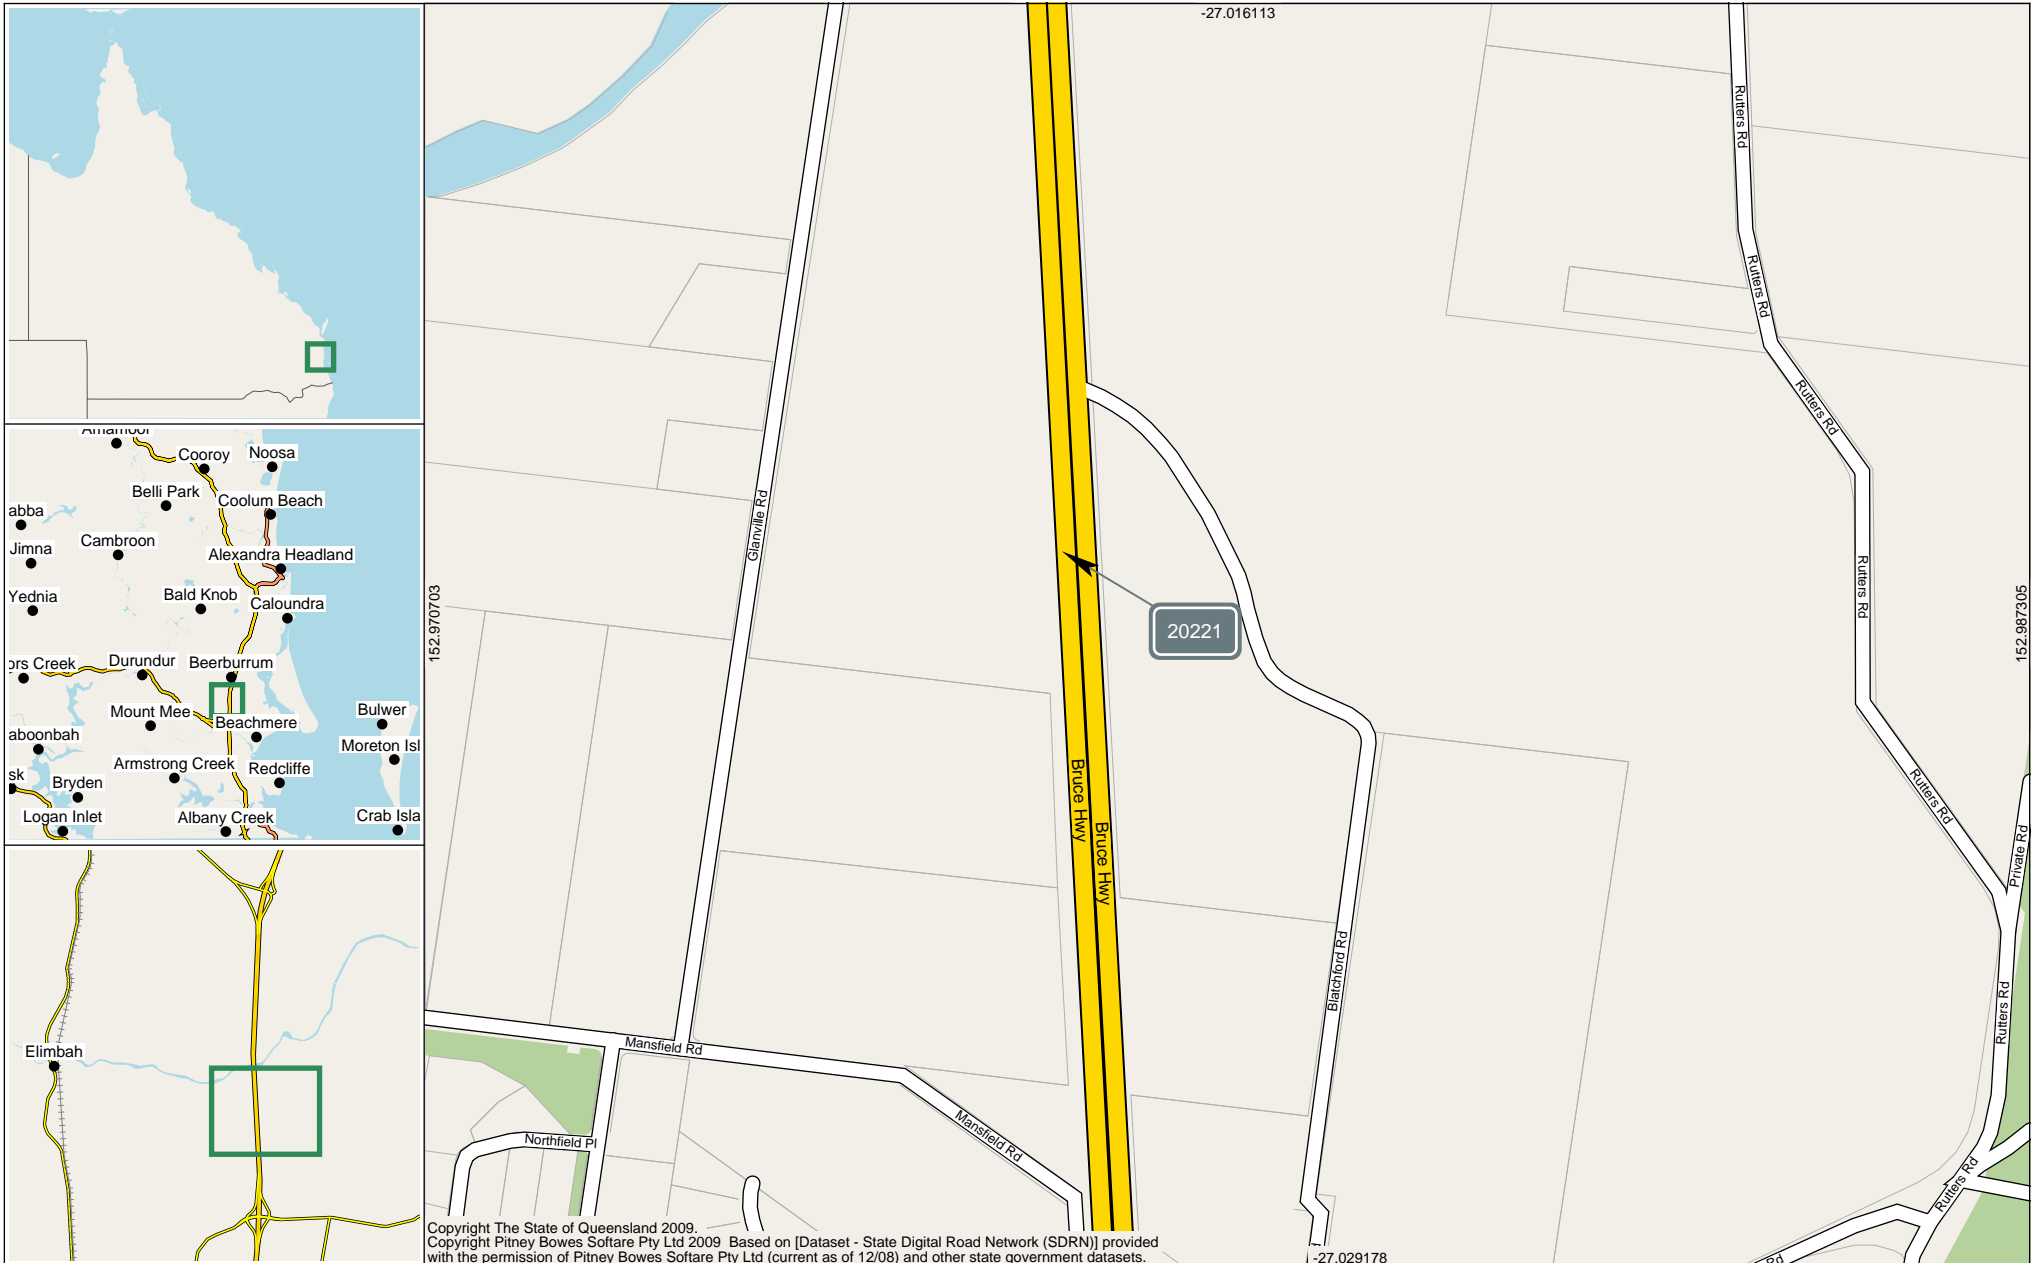 Amamoor
Cooroy
Noosa
Belli Park
Coolum Beach
abba
Jimna
Cambroon
Alexandra Headland
Yednia
Bald Knob
Caloundra
ors Creek
Durundur
Beerburrum
Mount Mee
Beachmere
Bulwer
aboonbah
Moreton Isl
Armstrong Creek
Redcliffe
sk
Bryden
Logan Inlet
Albany Creek
Crab Isla
Elimbah
-27.016113
152.970703
152.987305
-27.029178
Glanville Rd
20221
Bruce Hwy
Bruce Hwy
Blatchford Rd
Rutters Rd
Rutters Rd
Rutters Rd
Rutters Rd
Rutters Rd
Private Rd
Rutters Rd
Rutters Rd
Rd
Mansfield Rd
Mansfield Rd
Northfield Pl
Copyright The State of Queensland 2009.
Copyright Pitney Bowes Softare Pty Ltd 2009 Based on [Dataset - State Digital Road Network (SDRN)] provided
with the permission of Pitney Bowes Softare Pty Ltd (current as of 12/08) and other state government datasets.